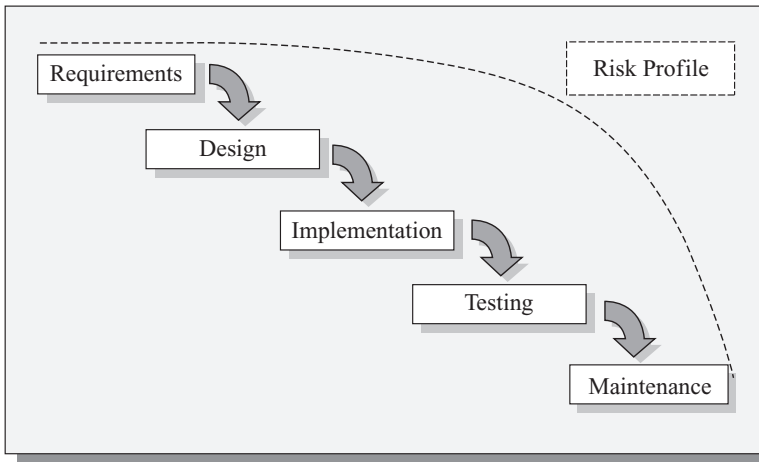 Requirements
Risk Profile
Design
Implementation
Testing
Maintenance